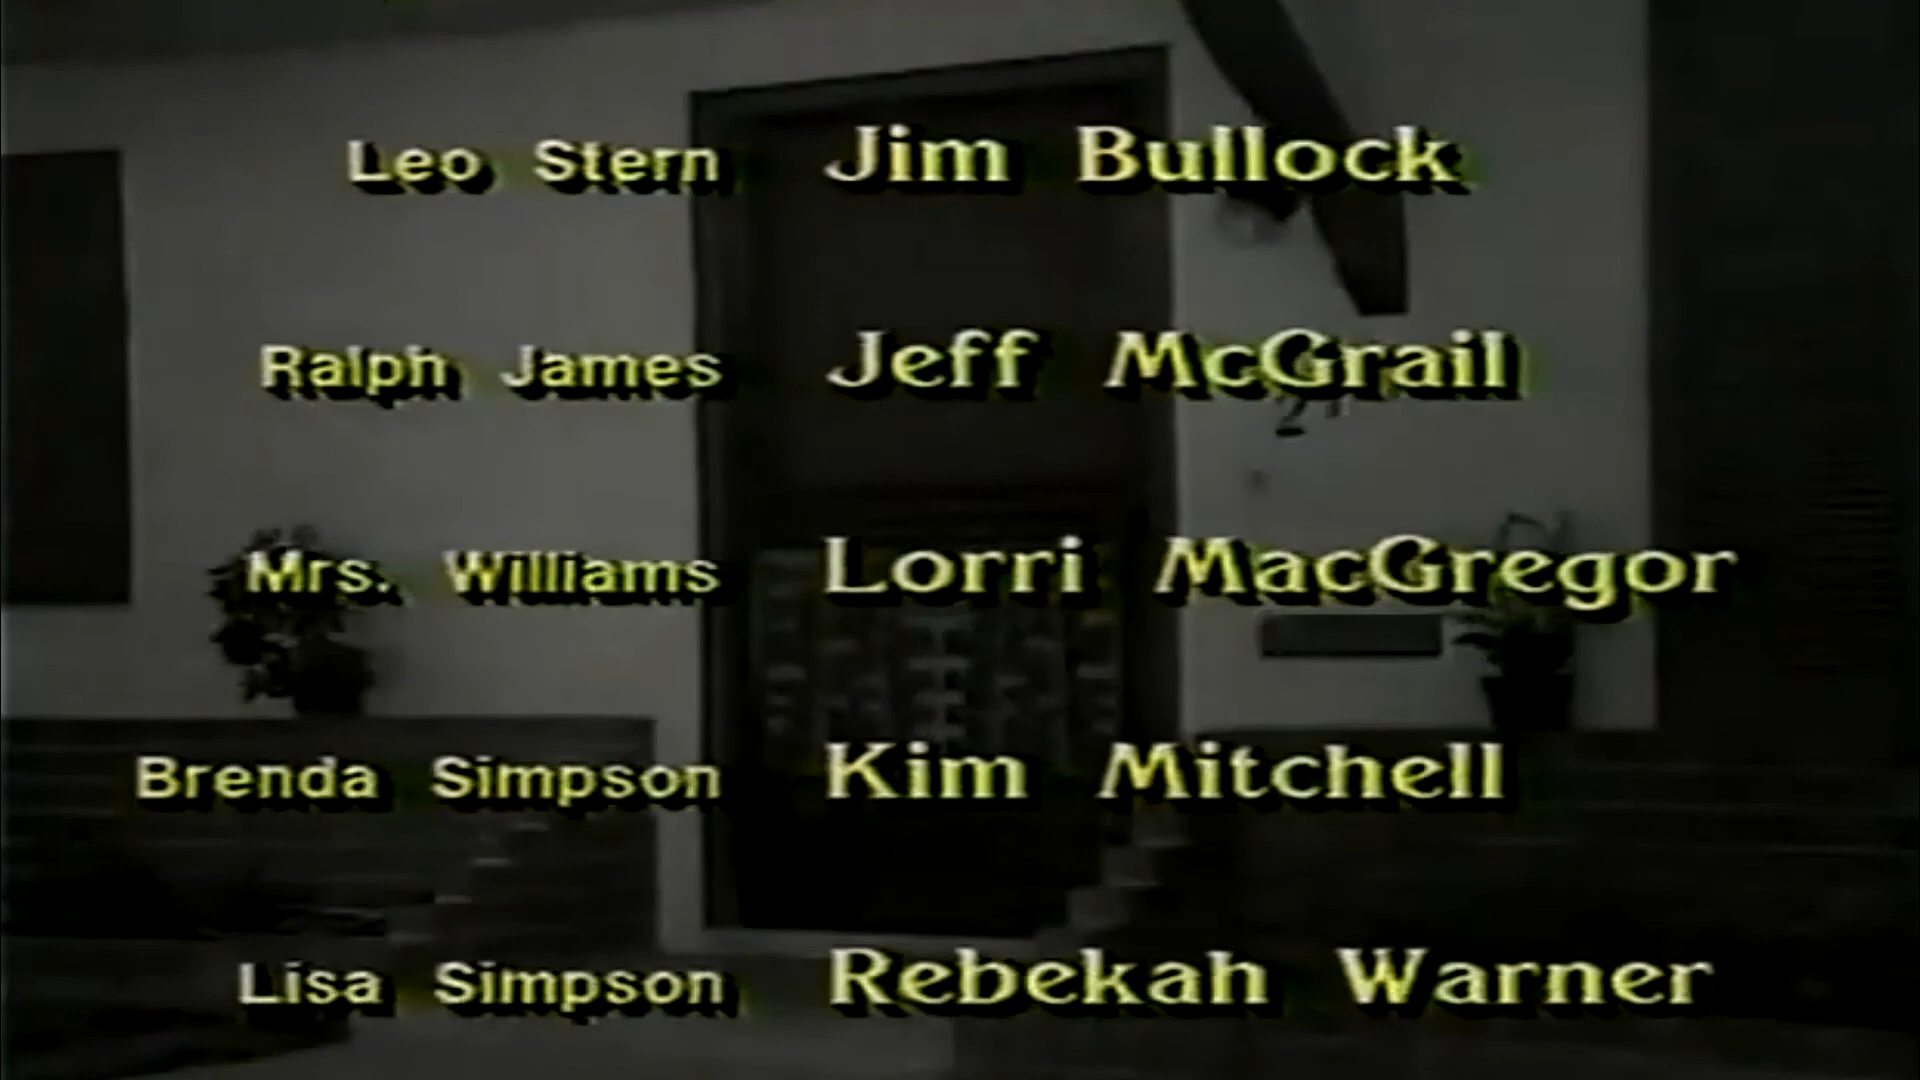 Leo Stern Jim Bullock
Ralph James Jeff McGrail
21
Mrs. Williams Lorri MacGregor
Brenda Simpson Kim Mitchell
Lisa Simpson Rebekah Warner